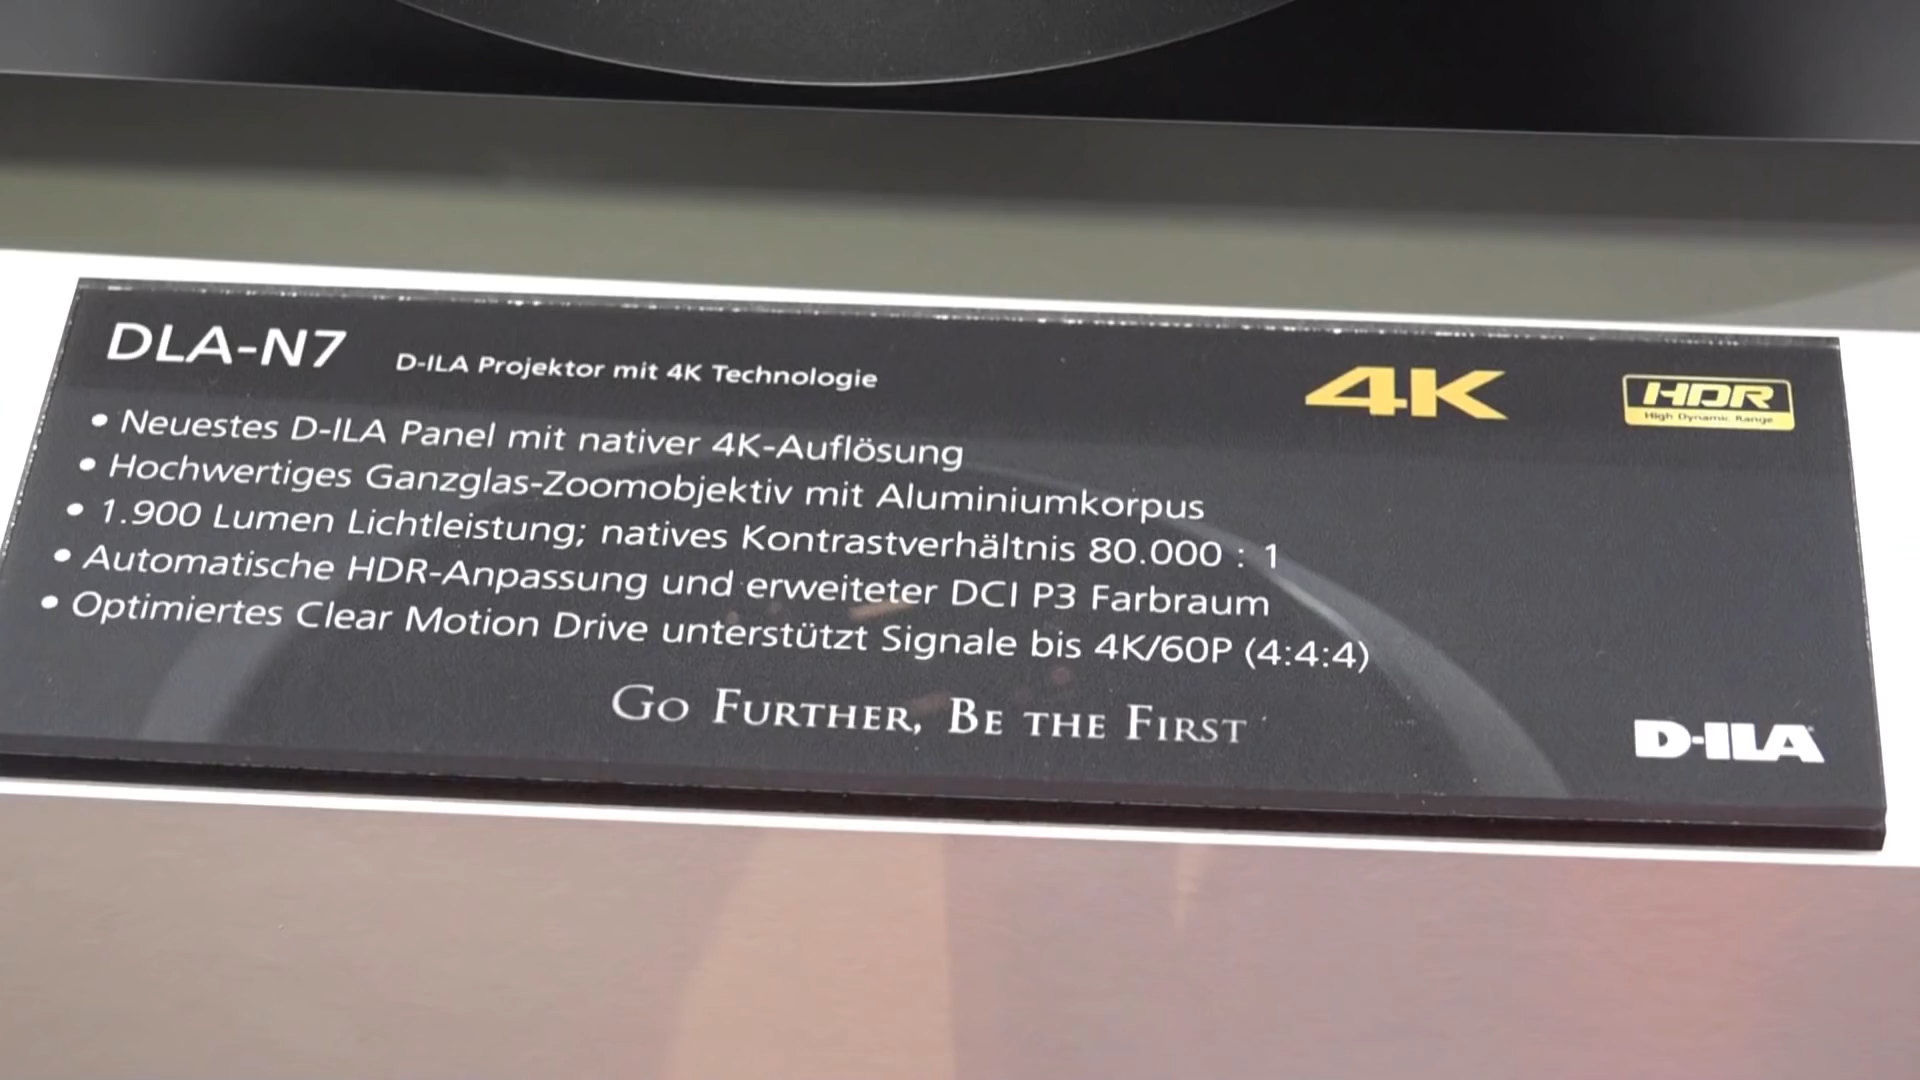 DLA-N7 D-ILA Projektor mit 4K Technologie
4K
HDR
High Dynamic Range
• Neuestes D-ILA Panel mit nativer 4K-Auflösung
• Hochwertiges Ganzglas-Zoomobjektiv mit Aluminiumkorpus
• 1.900 Lumen Lichtleistung; natives Kontrastverhältnis 80.000 : 1
• Automatische HDR-Anpassung und erweiteter DCI P3 Farbraum
• Optimiertes Clear Motion Drive unterstützt Signale bis 4K/60P (4:4:4)
Go Further, Be the First
D-ILA